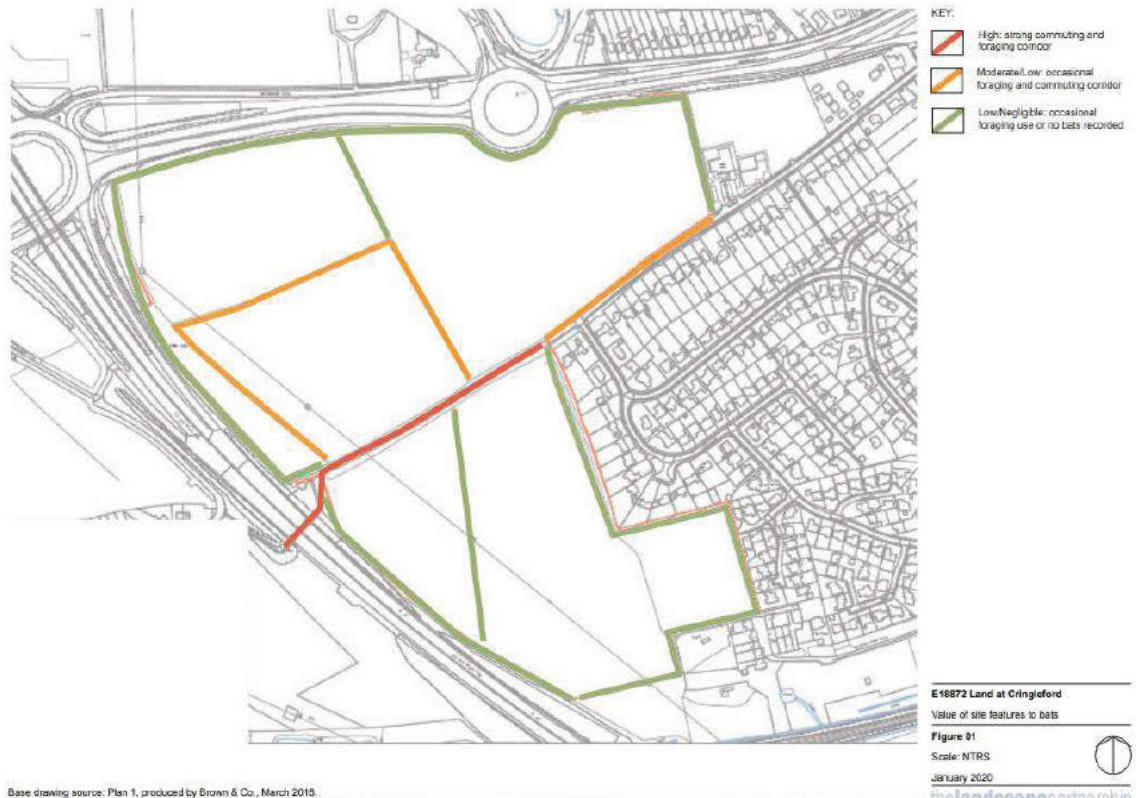 KEY:
High: strong commuting and
foraging corridor
Moderate/Low: occasional
foraging and commuting corridor
Low/Negligible: occasional
foraging use or no bats recorded
E18872 Land at Cringleford
Value of site features to bats
Figure 01
Scale: NTRS
January 2020
thelandscapepartnership
Base drawing source: Plan 1, produced by Brown & Co., March 2018.